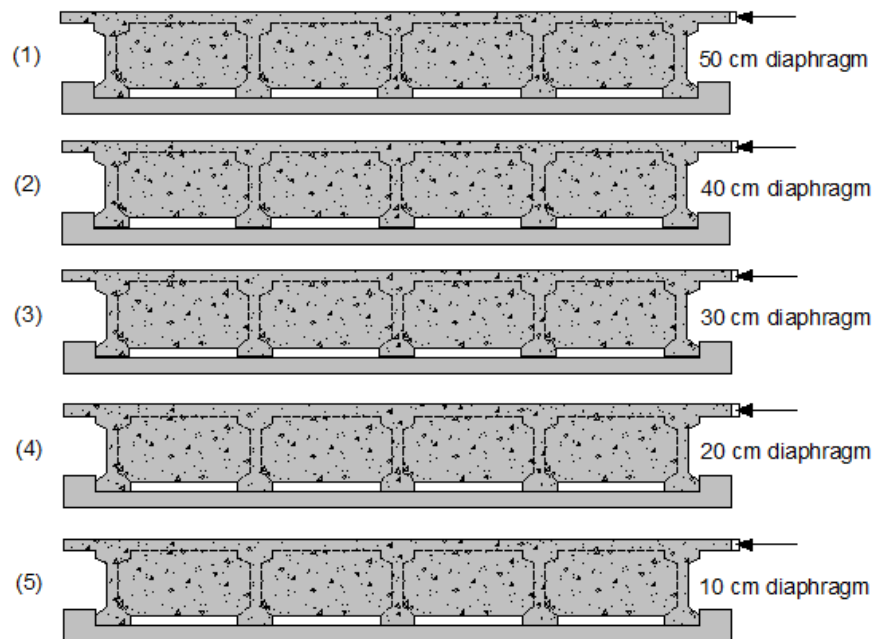 (1) 50 cm diaphragm
(2) 40 cm diaphragm
(3) 30 cm diaphragm
(4) 20 cm diaphragm
(5) 10 cm diaphragm